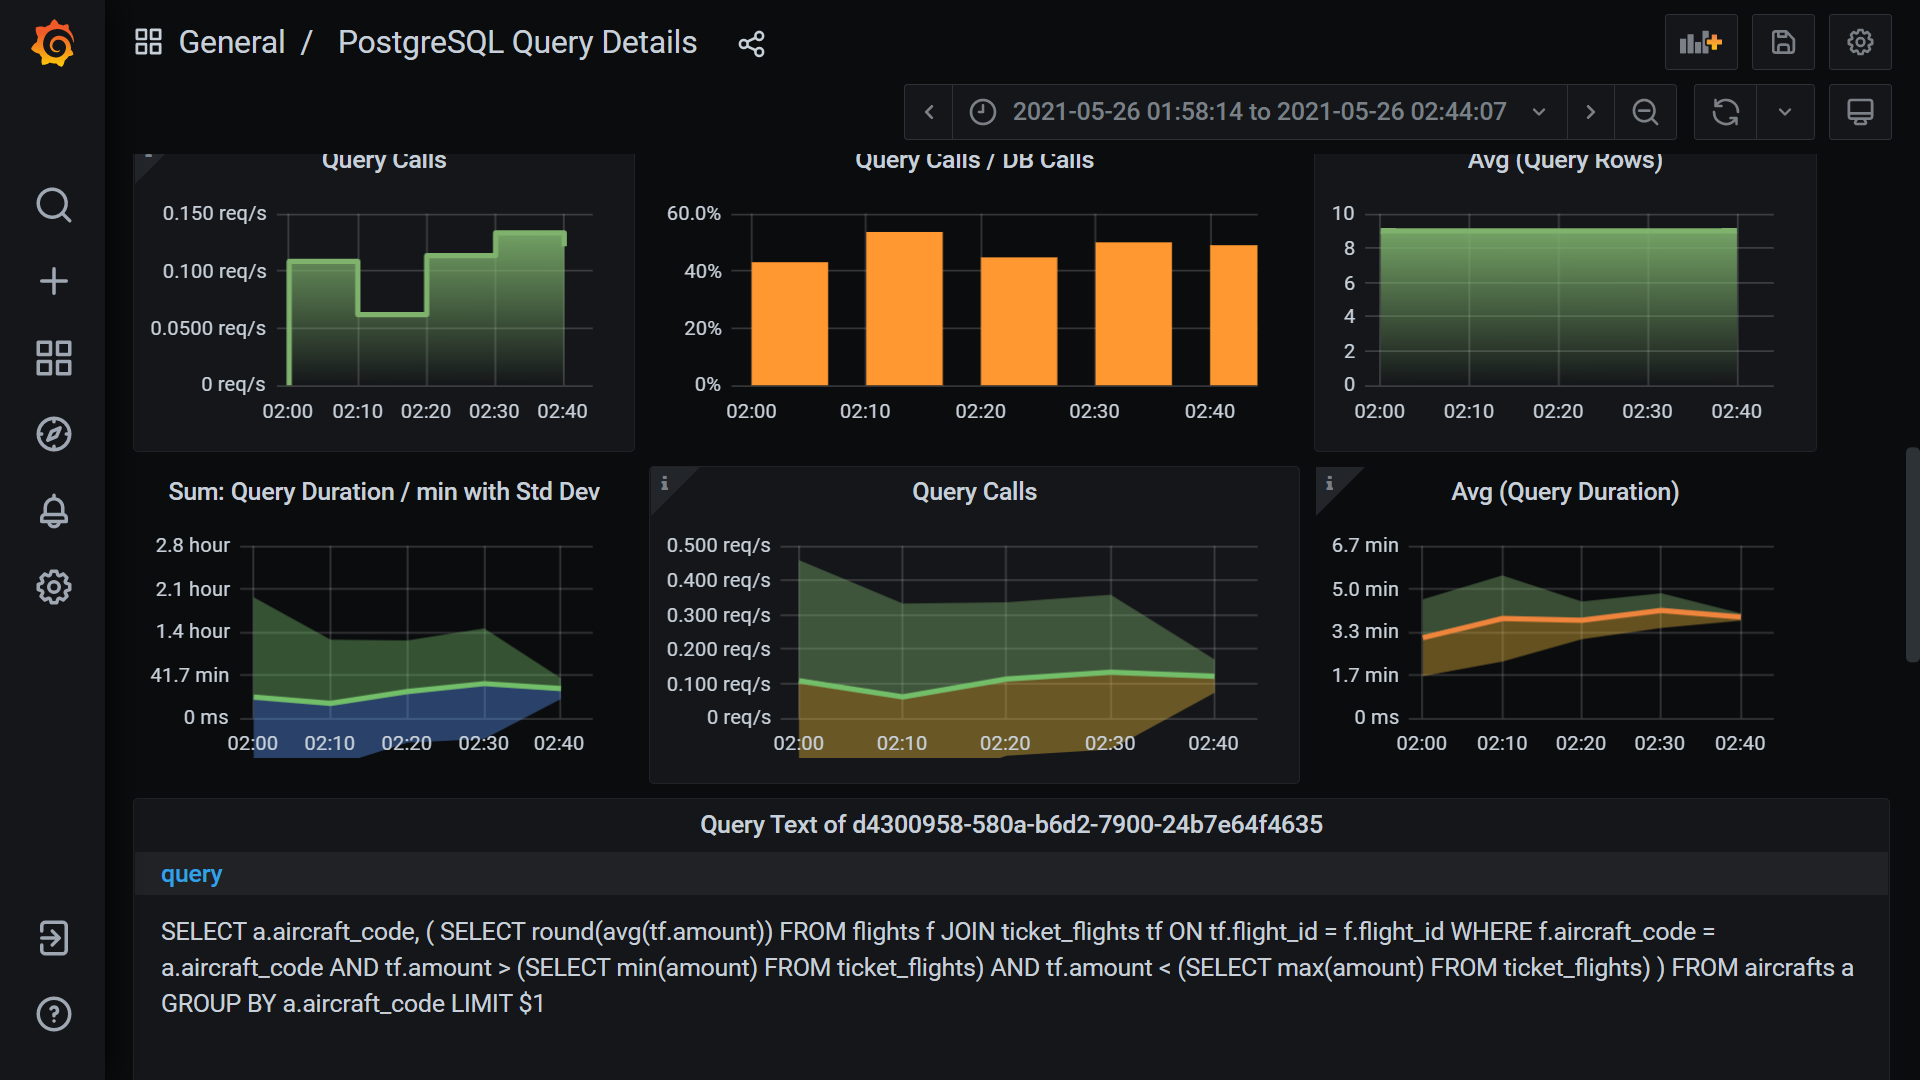 General / PostgreSQL Query Details
2021-05-26 01:58:14 to 2021-05-26 02:44:07
Query Calls
0.150 req/s
0.100 req/s
0.0500 req/s
0 req/s
02:00 02:10 02:20 02:30 02:40
Query Calls / DB Calls
60.0%
40%
20%
0%
02:00 02:10 02:20 02:30 02:40
Avg (Query Rows)
10
8
6
4
2
0
02:00 02:10 02:20 02:30 02:40
Sum: Query Duration / min with Std Dev
2.8 hour
2.1 hour
1.4 hour
41.7 min
0 ms
02:00 02:10 02:20 02:30 02:40
i
Query Calls
0.500 req/s
0.400 req/s
0.300 req/s
0.200 req/s
0.100 req/s
0 req/s
02:00 02:10 02:20 02:30 02:40
i
Avg (Query Duration)
6.7 min
5.0 min
3.3 min
1.7 min
0 ms
02:00 02:10 02:20 02:30 02:40
Query Text of d4300958-580a-b6d2-7900-24b7e64f4635
query
SELECT a.aircraft_code, ( SELECT round(avg(tf.amount)) FROM flights f JOIN ticket_flights tf ON tf.flight_id = f.flight_id WHERE f.aircraft_code =
a.aircraft_code AND tf.amount > (SELECT min(amount) FROM ticket_flights) AND tf.amount < (SELECT max(amount) FROM ticket_flights) ) FROM aircrafts a
GROUP BY a.aircraft_code LIMIT $1